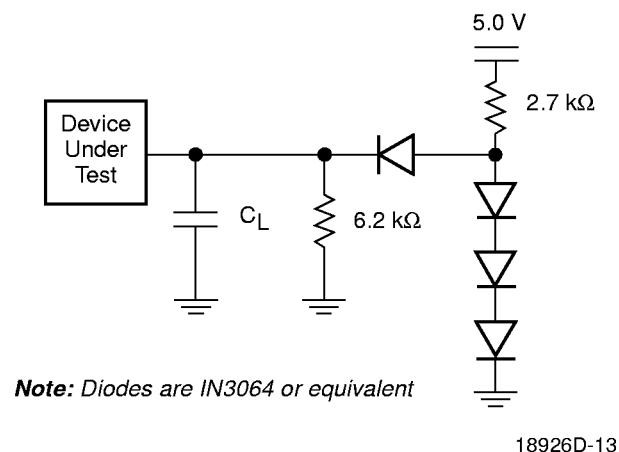 5.0 V
2.7 kΩ
Device
Under
Test
CL
6.2 kΩ
Note: Diodes are IN3064 or equivalent
18926D-13